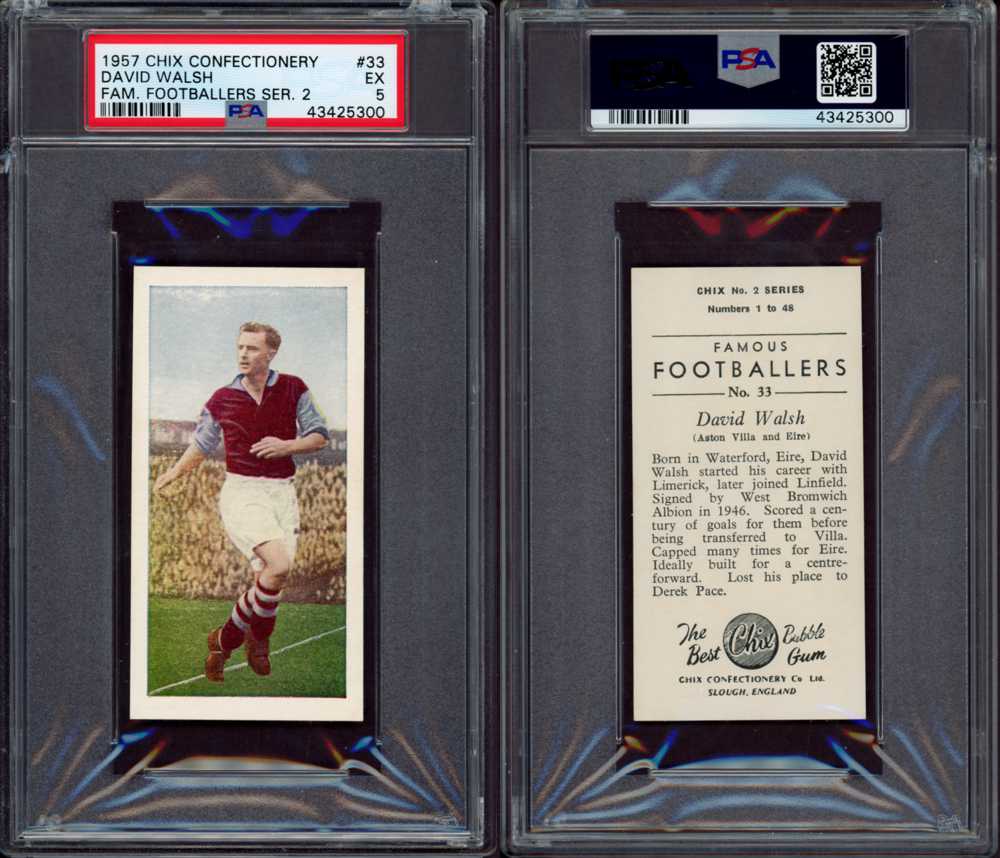 1957 CHIX CONFECTIONERY #33
DAVID WALSH EX
FAM. FOOTBALLERS SER. 2 5
PSA 43425300
PSA
PSA
43425300
CHIX No. 2 SERIES
Numbers 1 to 48
FAMOUS
FOOTBALLERS
No. 33
David Walsh
(Aston Villa and Eire)
Born in Waterford, Eire, David
Walsh started his career with
Limerick, later joined Linfield.
Signed by West Bromwich
Albion in 1946. Scored a cen-
tury of goals for them before
being transferred to Villa.
Capped many times for Eire.
Ideally built for a centre-
forward. Lost his place to
Derek Pace.
The Best Chix Bubble Gum
CHIX CONFECTIONERY Co Ltd.
SLOUGH, ENGLAND